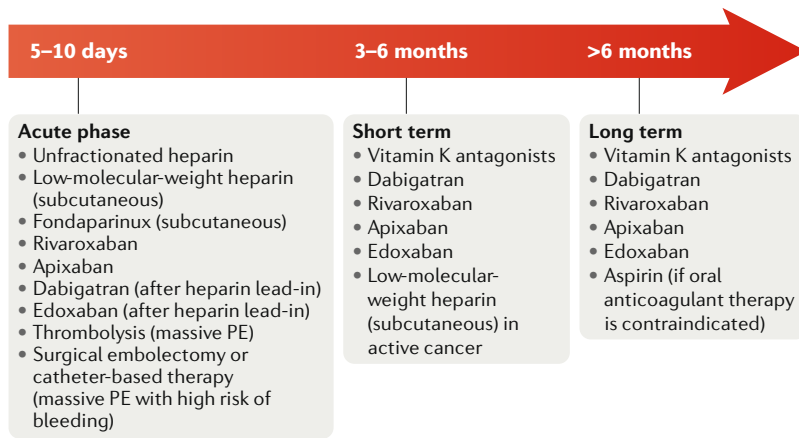 5–10 days
3–6 months
>6 months
Acute phase
• Unfractionated heparin
• Low-molecular-weight heparin
(subcutaneous)
• Fondaparinux (subcutaneous)
• Rivaroxaban
• Apixaban
• Dabigatran (after heparin lead-in)
• Edoxaban (after heparin lead-in)
• Thrombolysis (massive PE)
• Surgical embolectomy or
catheter-based therapy
(massive PE with high risk of
bleeding)
Short term
• Vitamin K antagonists
• Dabigatran
• Rivaroxaban
• Apixaban
• Edoxaban
• Low-molecular-
weight heparin
(subcutaneous) in
active cancer
Long term
• Vitamin K antagonists
• Dabigatran
• Rivaroxaban
• Apixaban
• Edoxaban
• Aspirin (if oral
anticoagulant therapy
is contraindicated)